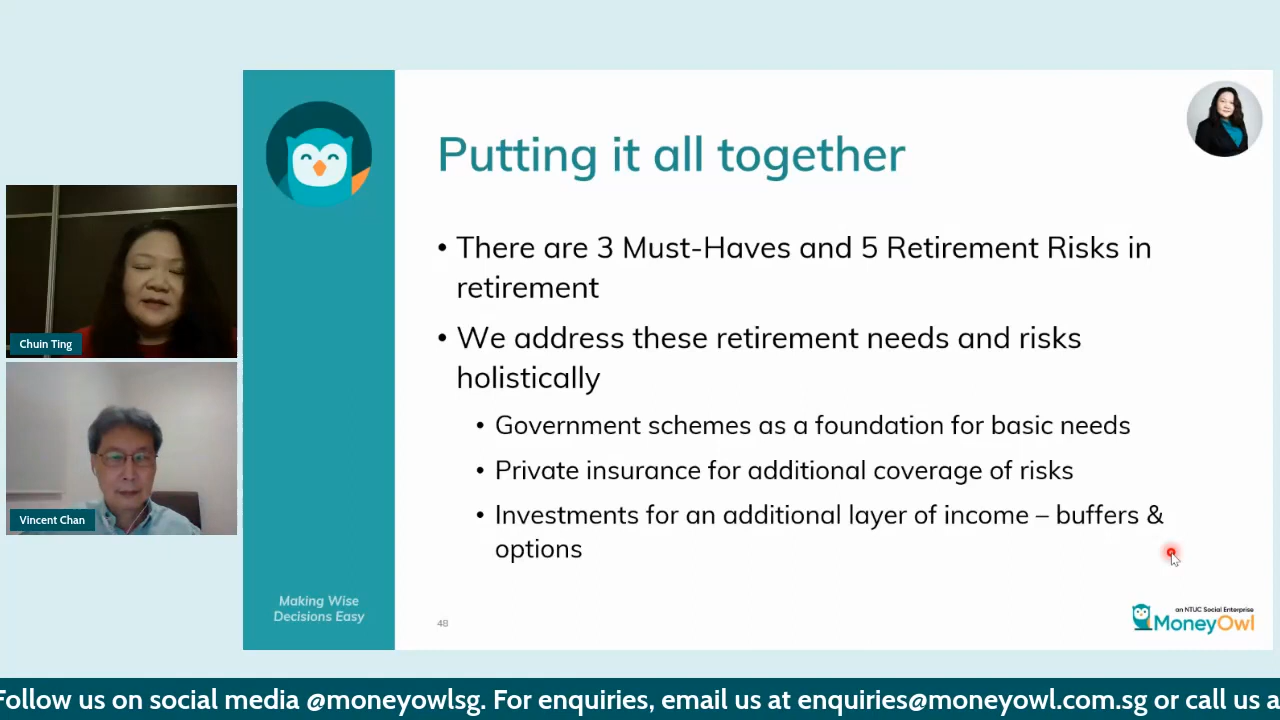 Putting it all together
• There are 3 Must-Haves and 5 Retirement Risks in
retirement
• We address these retirement needs and risks
holistically
• Government schemes as a foundation for basic needs
• Private insurance for additional coverage of risks
• Investments for an additional layer of income – buffers &
options
Chuin Ting
Vincent Chan
Making Wise
Decisions Easy
48
an NTUC Social Enterprise
MoneyOwl
Follow us on social media @moneyowlsg. For enquiries, email us at enquiries@moneyowl.com.sg or call us a